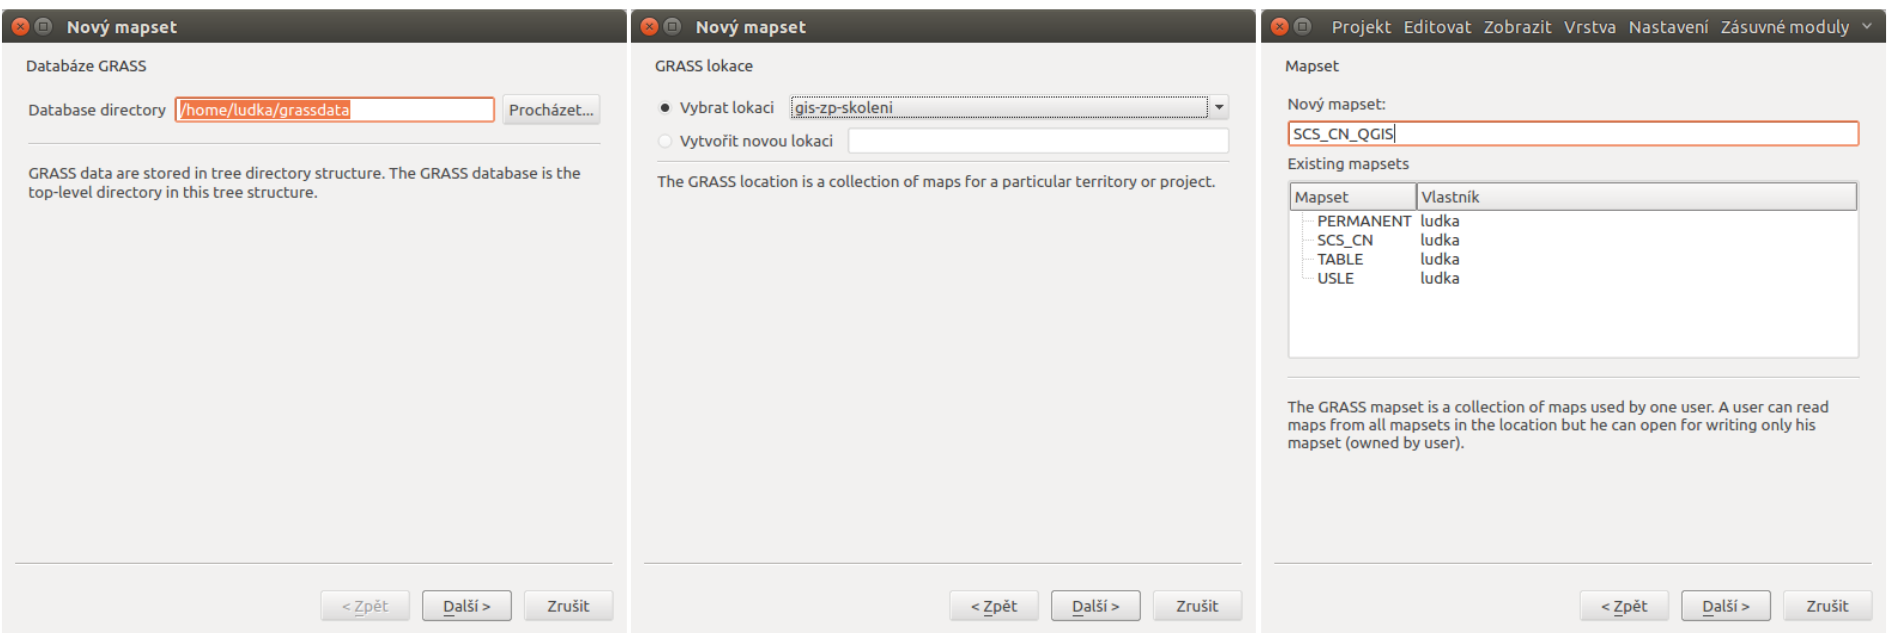 Nový mapset
Databáze GRASS
Database directory /home/ludka/grassdata Procházet...
GRASS data are stored in tree directory structure. The GRASS database is the
top-level directory in this tree structure.
< Zpět Další > Zrušit
Nový mapset
GRASS lokace
Vybrat lokaci gis-zp-skoleni
Vytvořit novou lokaci
The GRASS location is a collection of maps for a particular territory or project.
< Zpět Další > Zrušit
Projekt Editovat Zobrazit Vrstva Nastavení Zásuvné moduly
Mapset
Nový mapset:
SCS_CN_QGIS
Existing mapsets
Mapset Vlastník
PERMANENT ludka
SCS_CN ludka
TABLE ludka
USLE ludka
The GRASS mapset is a collection of maps used by one user. A user can read
maps from all mapsets in the location but he can open for writing only his
mapset (owned by user).
< Zpět Další > Zrušit